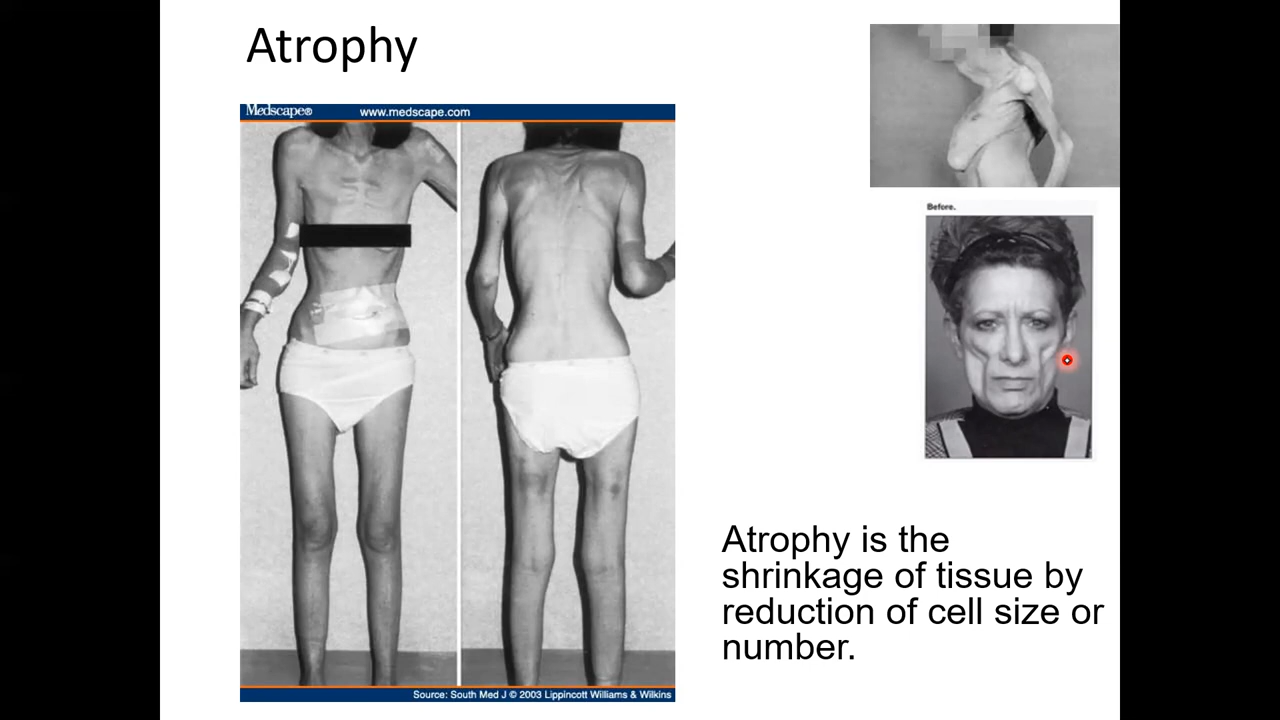 Atrophy
Medscape® www.medscape.com
Before.
Atrophy is the
shrinkage of tissue by
reduction of cell size or
number.
Source: South Med J © 2003 Lippincott Williams & Wilkins